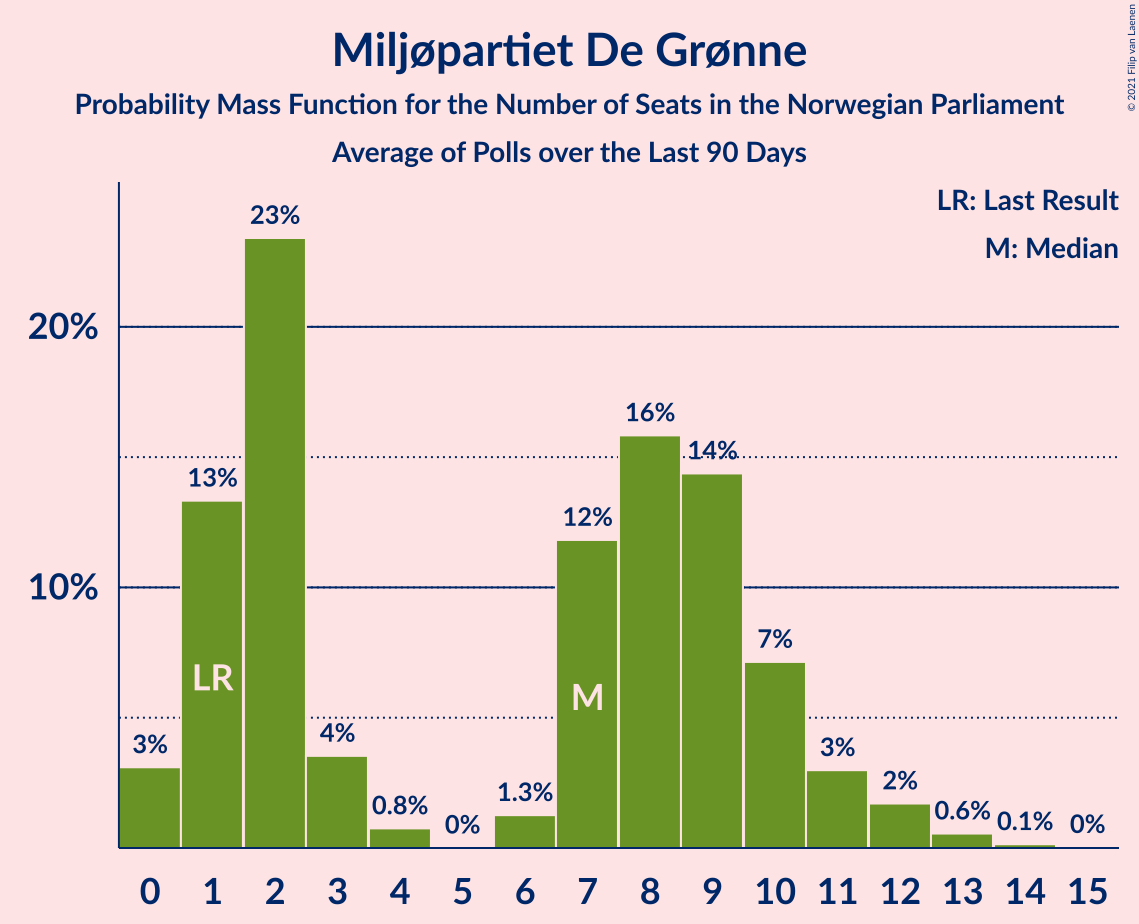 Miljøpartiet De Grønne
Probability Mass Function for the Number of Seats in the Norwegian Parliament
Average of Polls over the Last 90 Days
© 2021 Filip van Laenen
LR: Last Result
M: Median
20%
10%
3%
13%
23%
4%
0.8%
0%
1.3%
12%
16%
14%
7%
3%
2%
0.6%
0.1%
0%
LR
M
0 1 2 3 4 5 6 7 8 9 10 11 12 13 14 15